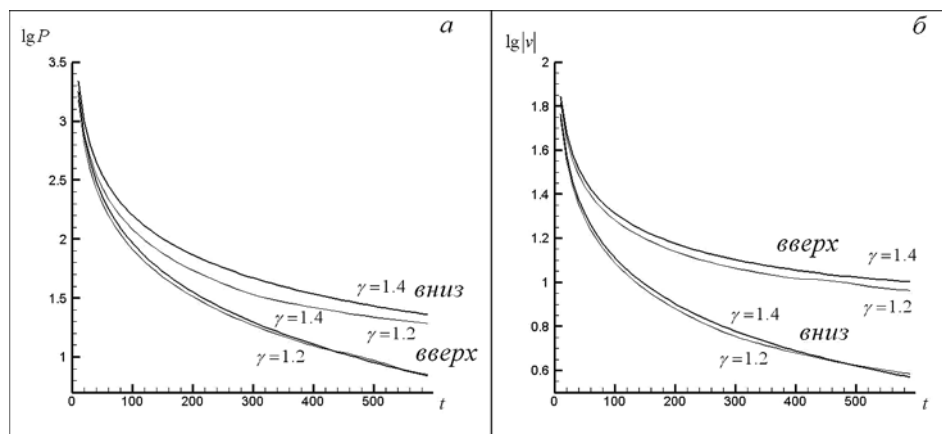 а
lg P
3.5
3
2.5
2
1.5
1
0
100
200
300
400
500
t
γ=1.4
вниз
γ=1.4
γ=1.2
γ=1.2
вверх
б
lg|v|
2
1.8
1.6
1.4
1.2
1
0.8
0.6
0
100
200
300
400
500
t
вверх
γ=1.4
γ=1.2
γ=1.4
вниз
γ=1.2